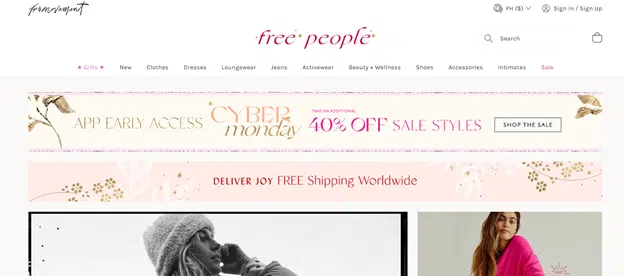 fpmovement
PH ($)
Sign In / Sign Up
free people
Search
★ Gifts ★ New Clothes Dresses Loungewear Jeans Activewear Beauty + Wellness Shoes Accessories Intimates Sale
APP EARLY ACCESS CYBER monday TAKE AN ADDITIONAL 40% OFF SALE STYLES SHOP THE SALE
DELIVER JOY FREE Shipping Worldwide